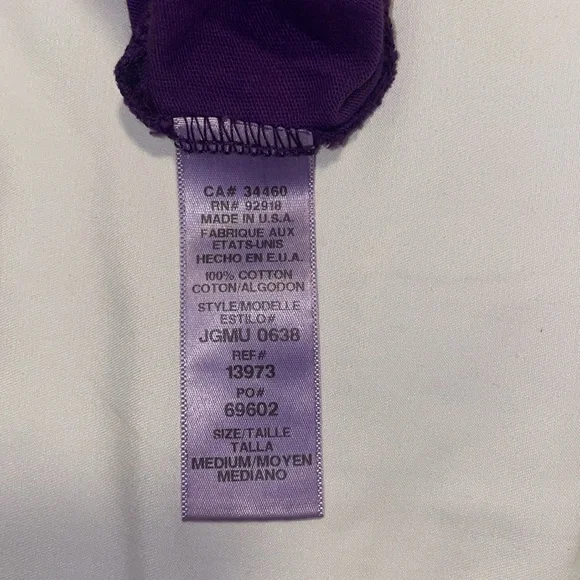 CA# 34460
RN# 92918
MADE IN U.S.A.
FABRIQUE AUX
ETATS-UNIS
HECHO EN E.U.A.
100% COTTON
COTON/ALGODON
STYLE/MODELLE
ESTILO#
JGMU 0638
REF#
13973
PO#
69602
SIZE/TAILLE
TALLA
MEDIUM/MOYEN
MEDIANO